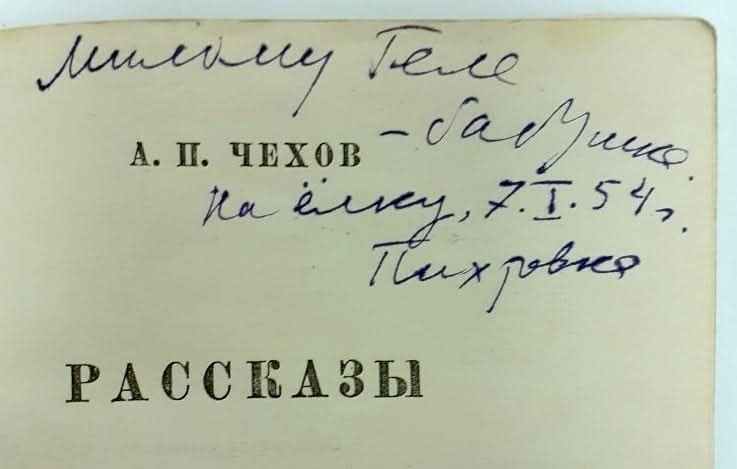 Милому Геле
– бабушка
А. П. ЧЕХОВ
на ёлку, 7.I.54 г.
Пихровка
РАССКАЗЫ